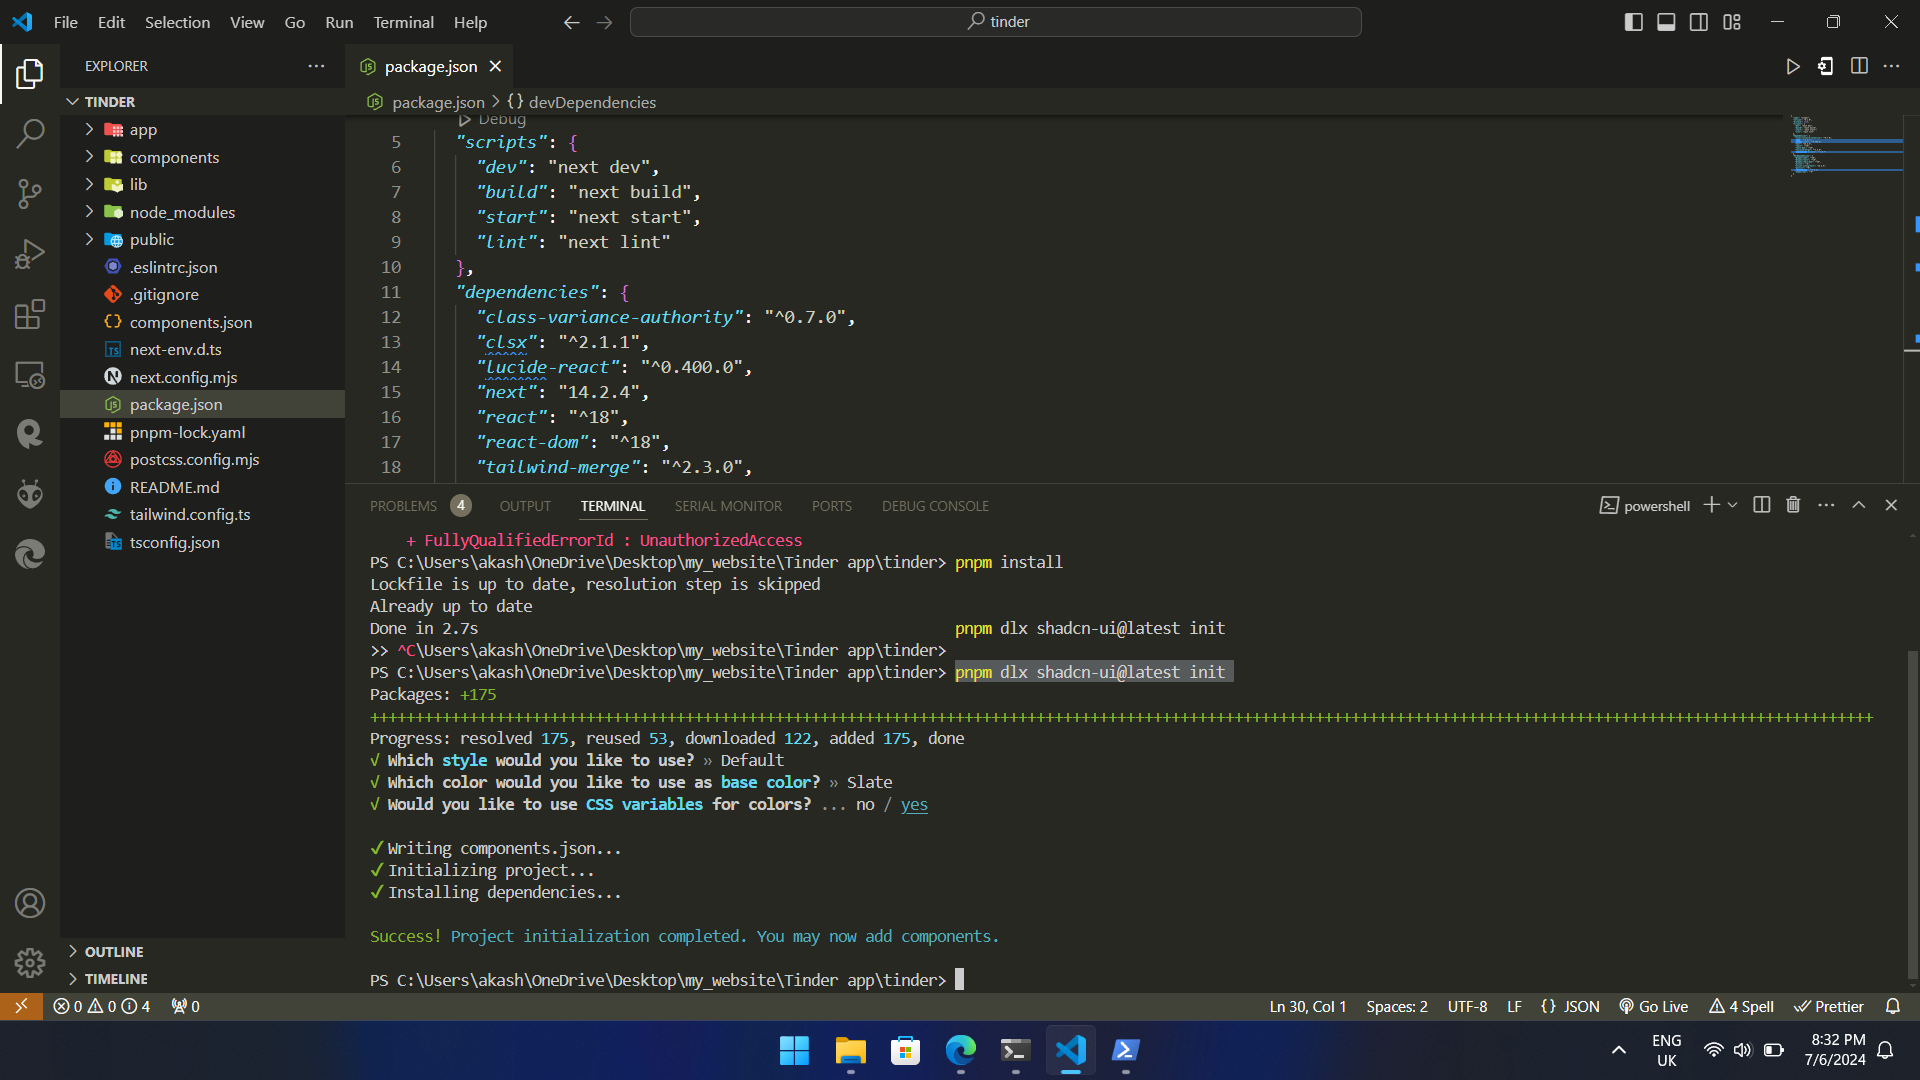 File Edit Selection View Go Run Terminal Help
tinder
EXPLORER
TINDER
app
components
lib
node_modules
public
.eslintrc.json
.gitignore
components.json
next-env.d.ts
next.config.mjs
package.json
pnpm-lock.yaml
postcss.config.mjs
README.md
tailwind.config.ts
tsconfig.json
OUTLINE
TIMELINE
package.json
package.json > {} devDependencies
Debug
5 "scripts": {
6 "dev": "next dev",
7 "build": "next build",
8 "start": "next start",
9 "lint": "next lint"
10 },
11 "dependencies": {
12 "class-variance-authority": "^0.7.0",
13 "clsx": "^2.1.1",
14 "lucide-react": "^0.400.0",
15 "next": "14.2.4",
16 "react": "^18",
17 "react-dom": "^18",
18 "tailwind-merge": "^2.3.0",
PROBLEMS 4 OUTPUT TERMINAL SERIAL MONITOR PORTS DEBUG CONSOLE
powershell
+ FullyQualifiedErrorId : UnauthorizedAccess
PS C:\Users\akash\OneDrive\Desktop\my_website\Tinder app\tinder> pnpm install
Lockfile is up to date, resolution step is skipped
Already up to date
Done in 2.7s pnpm dlx shadcn-ui@latest init
>> ^C\Users\akash\OneDrive\Desktop\my_website\Tinder app\tinder>
PS C:\Users\akash\OneDrive\Desktop\my_website\Tinder app\tinder> pnpm dlx shadcn-ui@latest init
Packages: +175
+++++++++++++++++++++++++++++++++++++++++++++++++++++++++++++++++++++++++++++++++++++++++++++++++++++++++++++++++++++++++++++++++++++++++++++++++++++++++++++++++++++++
Progress: resolved 175, reused 53, downloaded 122, added 175, done
√ Which style would you like to use? » Default
√ Which color would you like to use as base color? » Slate
√ Would you like to use CSS variables for colors? ... no / yes
✓ Writing components.json...
✓ Initializing project...
✓ Installing dependencies...
Success! Project initialization completed. You may now add components.
PS C:\Users\akash\OneDrive\Desktop\my_website\Tinder app\tinder>
0 0 4 0
Ln 30, Col 1 Spaces: 2 UTF-8 LF {} JSON Go Live 4 Spell Prettier
ENG
UK
8:32 PM
7/6/2024